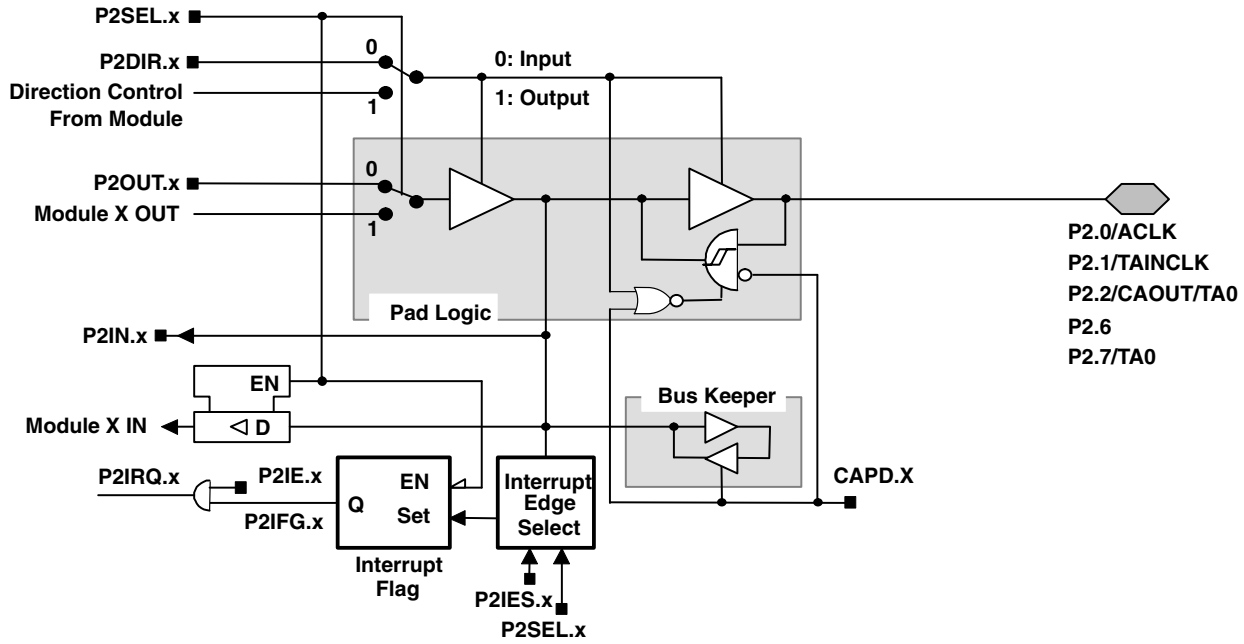 P2SEL.x
P2DIR.x
0
0: Input
Direction Control
From Module
1
1: Output
P2OUT.x
0
Module X OUT
1
Pad Logic
P2.0/ACLK
P2.1/TAINCLK
P2.2/CAOUT/TA0
P2.6
P2.7/TA0
P2IN.x
EN
Module X IN
D
Bus Keeper
P2IRQ.x
P2IE.x
P2IFG.x
Q
EN
Set
Interrupt
Edge
Select
CAPD.X
Interrupt
Flag
P2IES.x
P2SEL.x